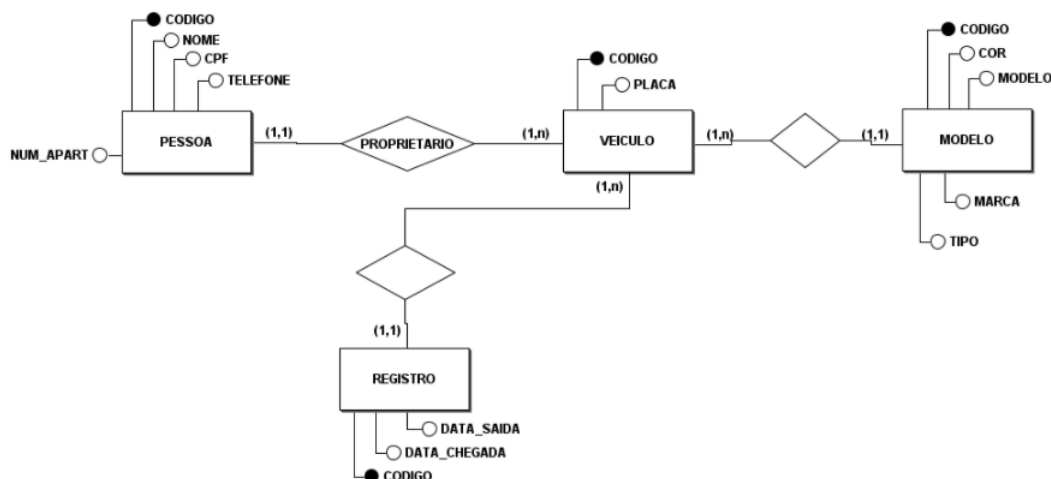 CODIGO
NOME
CPF
TELEFONE
NUM_APART
PESSOA
(1,1)
PROPRIETARIO
(1,n)
CODIGO
PLACA
VEICULO
(1,n)
(1,n)
(1,1)
CODIGO
COR
MODELO
MODELO
MARCA
TIPO
(1,1)
REGISTRO
DATA_SAIDA
DATA_CHEGADA
CODIGO